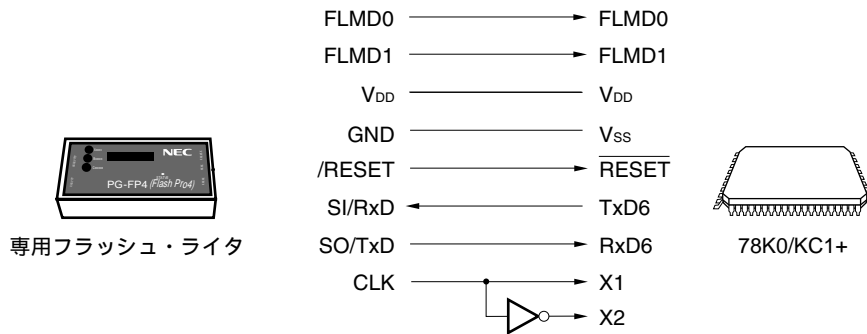 FLMD0 FLMD0
FLMD1 FLMD1
VDD VDD
GND VSS
/RESET RESET
SI/RxD TxD6
SO/TxD RxD6
CLK X1
X2
NEC
PG-FP4 (Flash Pro4)
専用フラッシュ・ライタ
78K0/KC1+